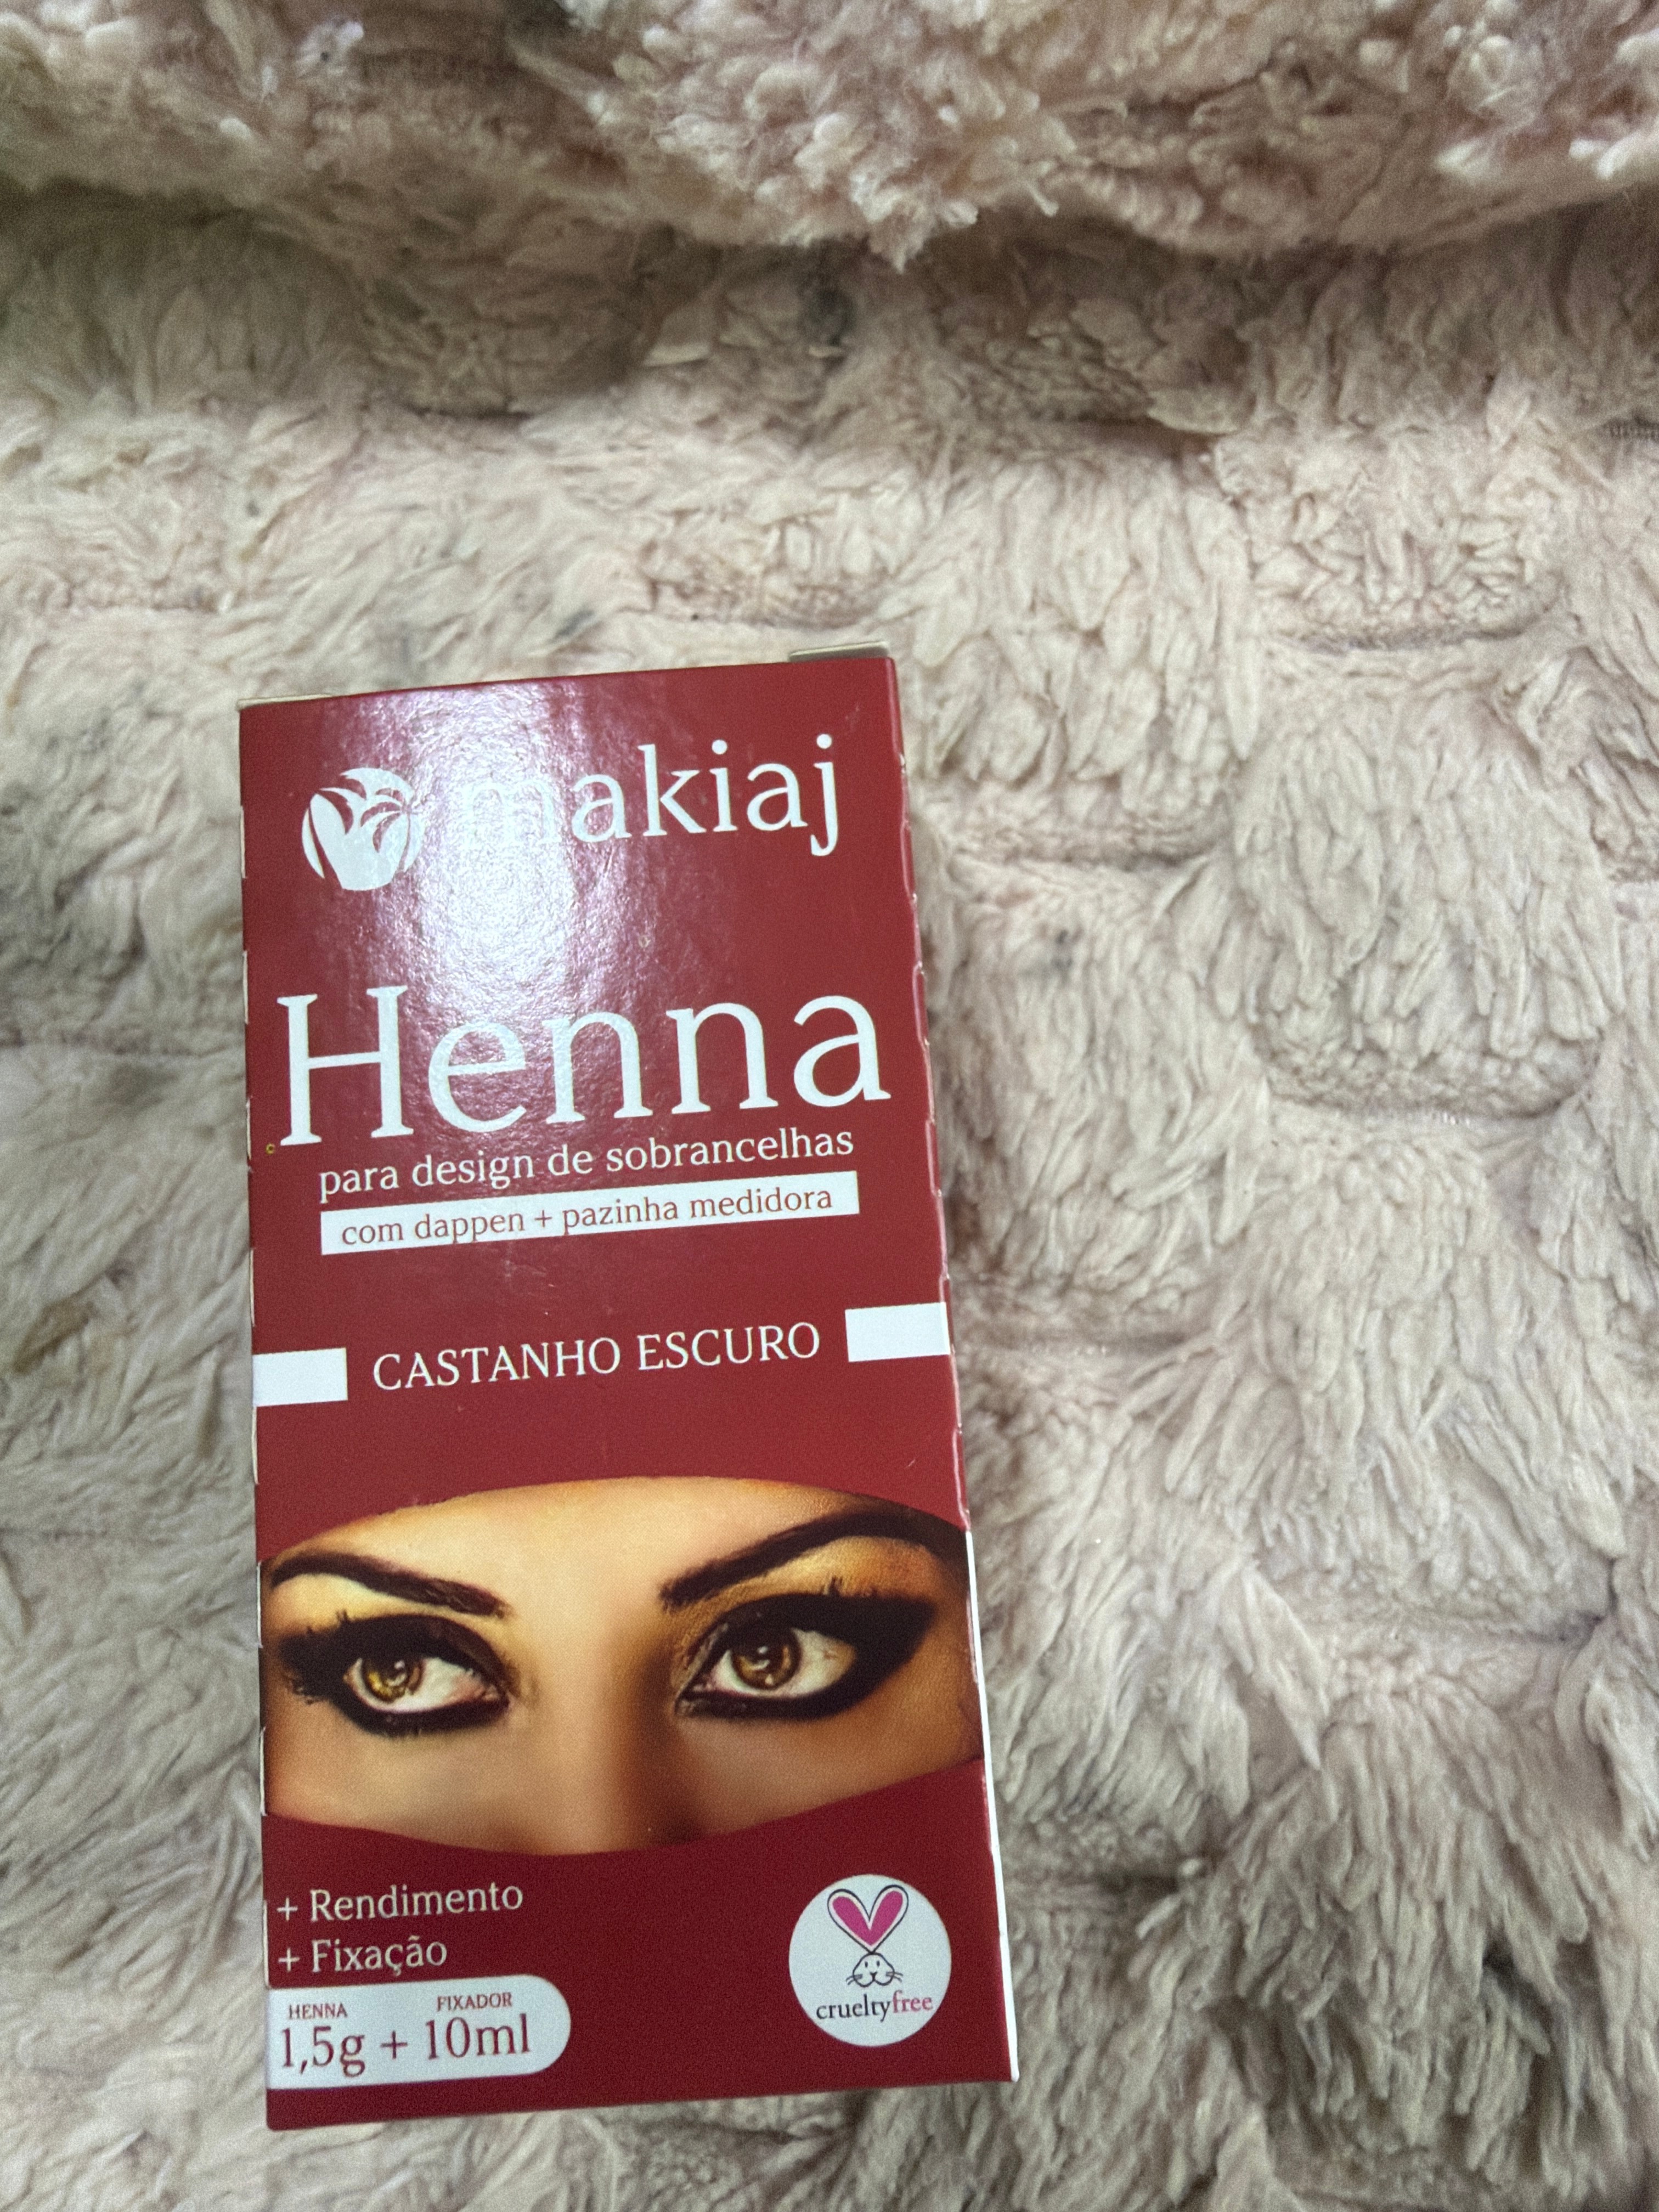 makiaj
Henna
para design de sobrancelhas
com dappen + pazinha medidora
CASTANHO ESCURO
+ Rendimento
+ Fixação
HENNA FIXADOR
1,5g + 10ml
crueltyfree